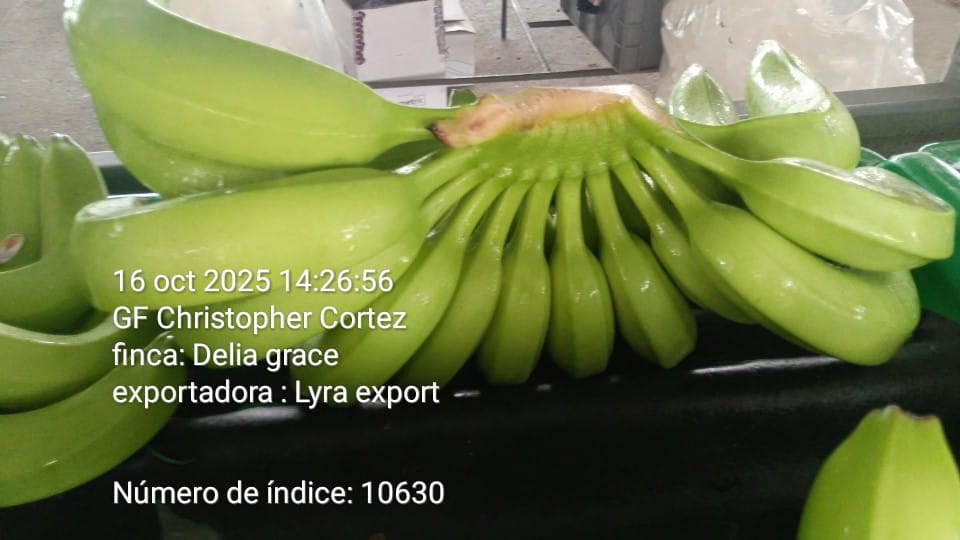 16 oct 2025 14:26:56
GF Christopher Cortez
finca: Delia grace
exportadora : Lyra export
Número de índice: 10630